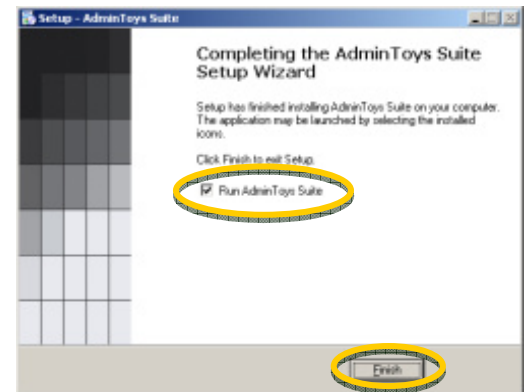 Setup - AdminToys Suite
Completing the AdminToys Suite
Setup Wizard
Setup has finished installing AdminToys Suite on your computer.
The application may be launched by selecting the installed
icons.
Click Finish to exit Setup.
Run AdminToys Suite
Finish